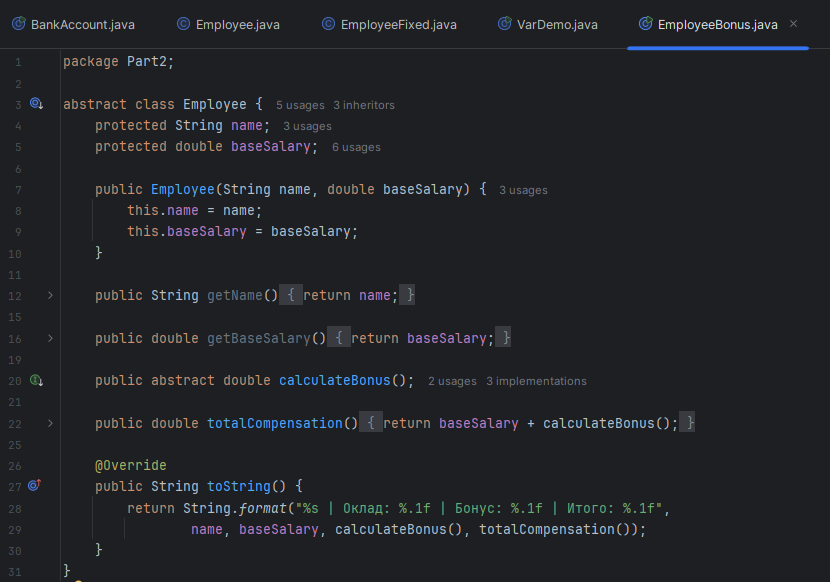 BankAccount.java Employee.java EmployeeFixed.java VarDemo.java EmployeeBonus.java
1 package Part2;
2
3 abstract class Employee { 5 usages 3 inheritors
4 protected String name; 3 usages
5 protected double baseSalary; 6 usages
6
7 public Employee(String name, double baseSalary) { 3 usages
8 this.name = name;
9 this.baseSalary = baseSalary;
10 }
11
12 public String getName() { return name; }
15
16 public double getBaseSalary() { return baseSalary; }
19
20 public abstract double calculateBonus(); 2 usages 3 implementations
21
22 public double totalCompensation() { return baseSalary + calculateBonus(); }
25
26 @Override
27 public String toString() {
28 return String.format("%s | Оклад: %.1f | Бонус: %.1f | Итого: %.1f",
29 name, baseSalary, calculateBonus(), totalCompensation());
30 }
31 }